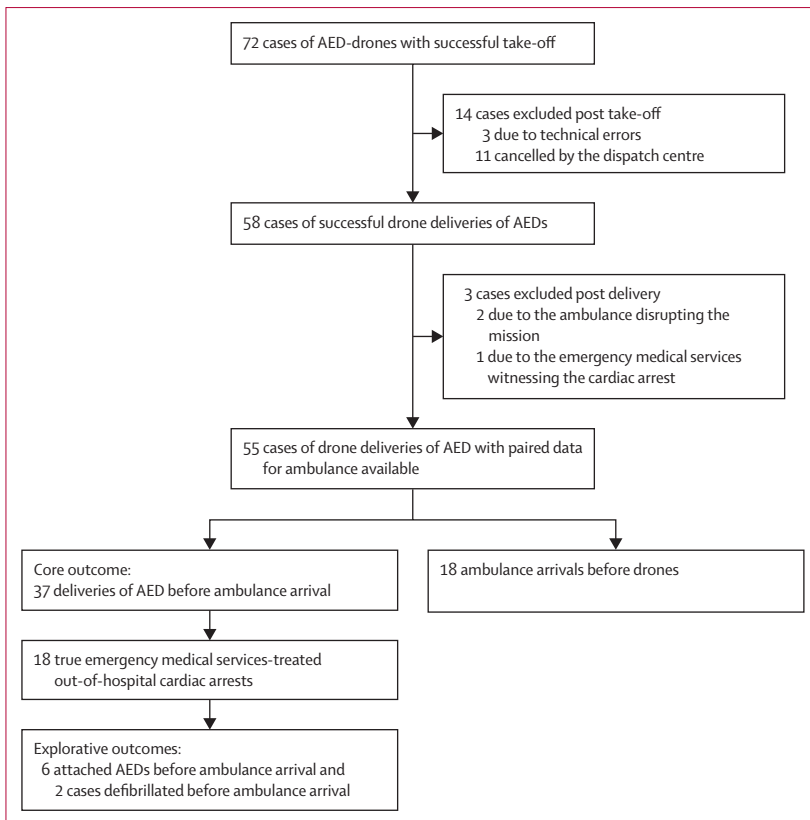 72 cases of AED-drones with successful take-off
14 cases excluded post take-off
3 due to technical errors
11 cancelled by the dispatch centre
58 cases of successful drone deliveries of AEDs
3 cases excluded post delivery
2 due to the ambulance disrupting the
mission
1 due to the emergency medical services
witnessing the cardiac arrest
55 cases of drone deliveries of AED with paired data
for ambulance available
Core outcome:
37 deliveries of AED before ambulance arrival
18 ambulance arrivals before drones
18 true emergency medical services-treated
out-of-hospital cardiac arrests
Explorative outcomes:
6 attached AEDs before ambulance arrival and
2 cases defibrillated before ambulance arrival